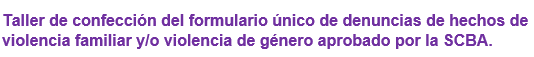 Taller de confección del formulario único de denuncias de hechos de
violencia familiar y/o violencia de género aprobado por la SCBA.